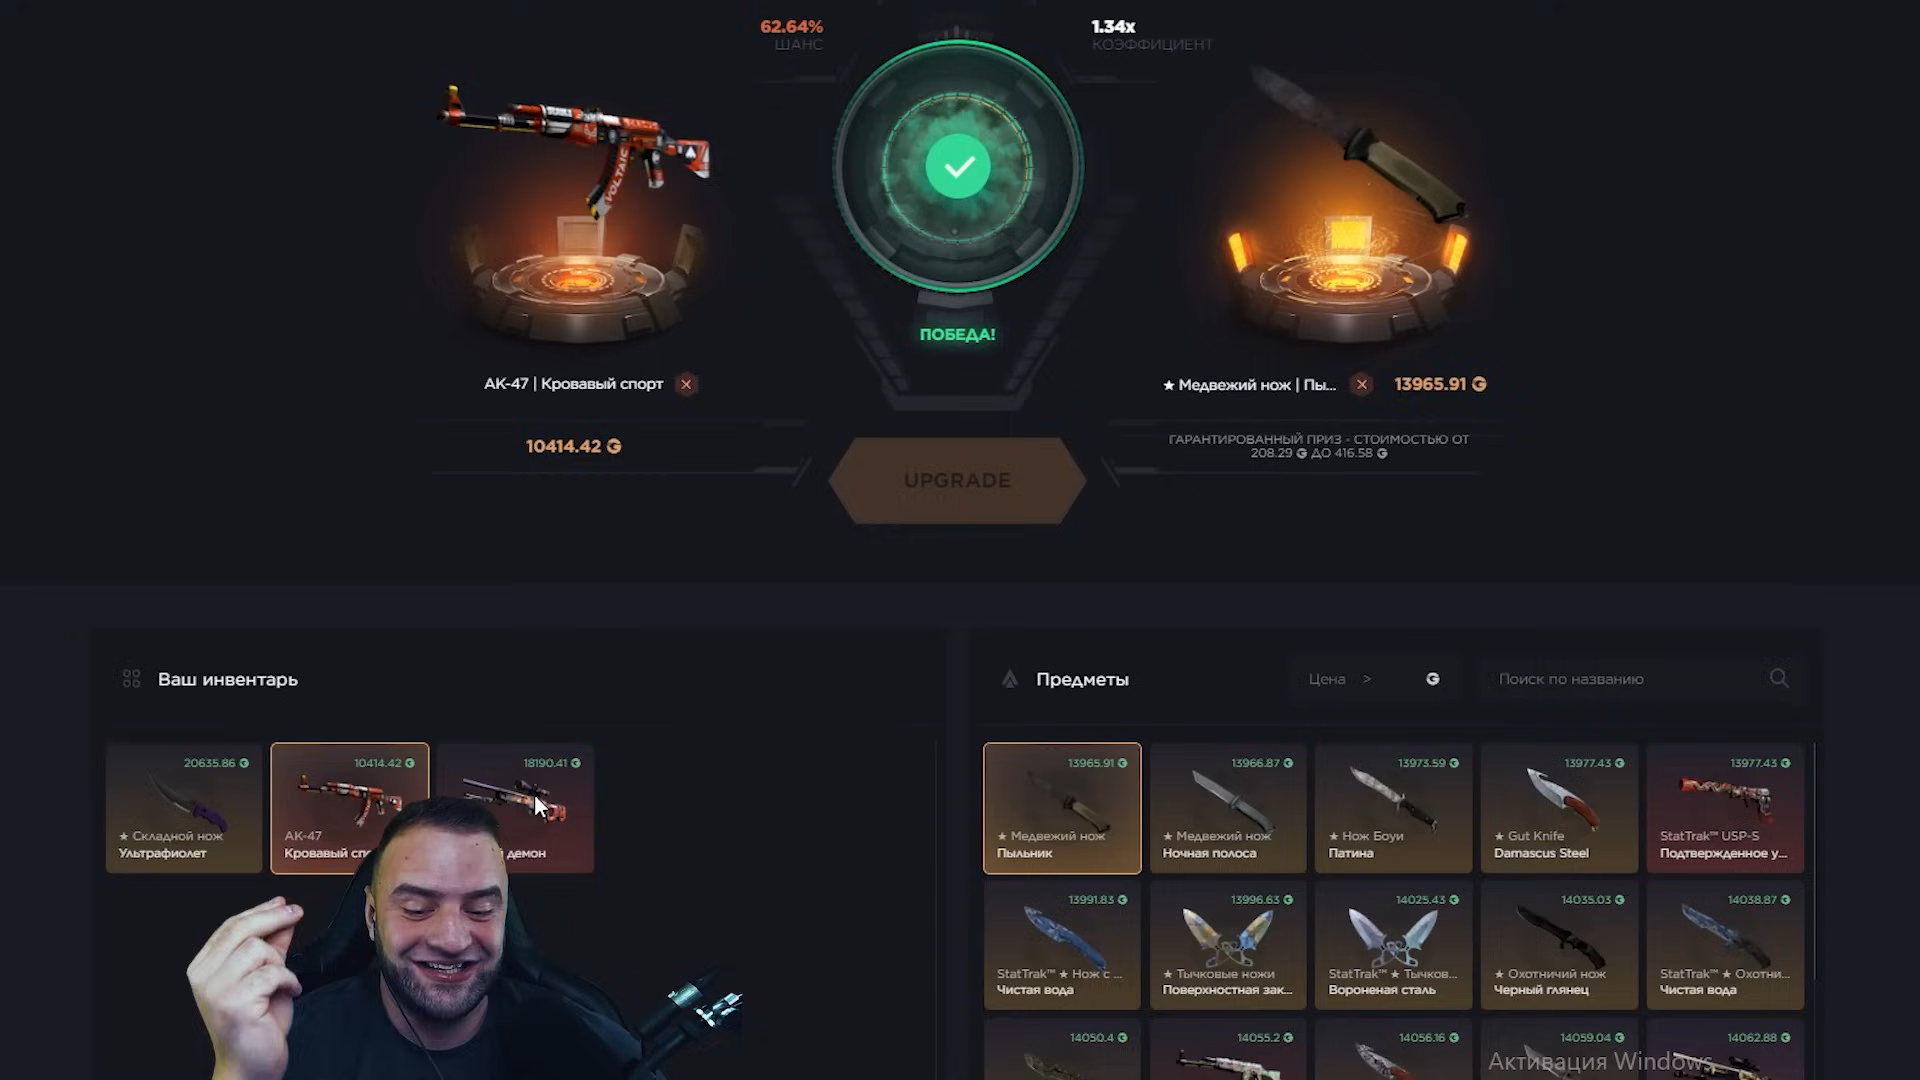 62.64%
ШАНС
1.34x
КОЭФФИЦИЕНТ
VOLTAIC
ПОБЕДА!
AK-47 | Кровавый спорт
★ Медвежий нож | Пы...
13965.91 G
10414.42 G
ГАРАНТИРОВАННЫЙ ПРИЗ - СТОИМОСТЬЮ ОТ
208.29 G ДО 416.58 G
UPGRADE
Ваш инвентарь
Предметы
Цена >
G
Поиск по названию
20635.86 G
★ Складной нож
Ультрафиолет
10414.42 G
AK-47
Кровавый сп
18190.41 G
демон
13965.91 G
★ Медвежий нож
Пыльник
13966.87 G
★ Медвежий нож
Ночная полоса
13973.59 G
★ Нож Боуи
Патина
13977.43 G
★ Gut Knife
Damascus Steel
13977.43 G
StatTrak™ USP-S
Подтвержденное у...
13991.83 G
StatTrak™ ★ Нож с ...
Чистая вода
13996.63 G
★ Тычковые ножи
Поверхностная зак...
14025.43 G
StatTrak™ ★ Тычков...
Вороненая сталь
14035.03 G
★ Охотничий нож
Черный глянец
14038.87 G
StatTrak™ ★ Охотни...
Чистая вода
14050.4 G
14055.2 G
14056.16 G
14059.04 G
14062.88 G
Активация Windows